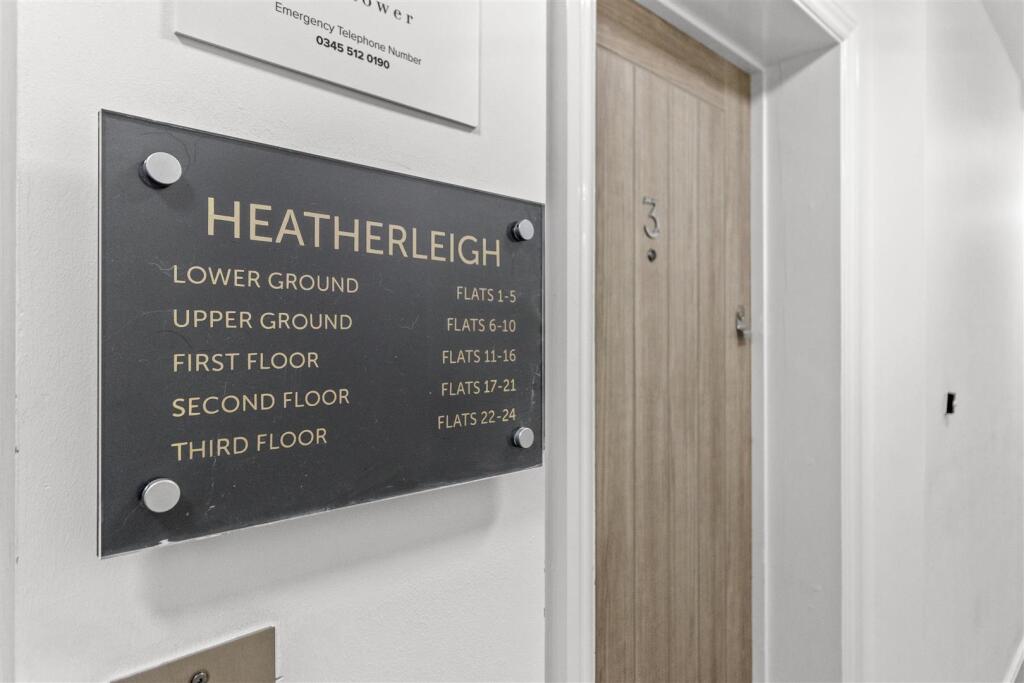 Emergency Telephone Number
0345 512 0190
HEATHERLEIGH
LOWER GROUND FLATS 1-5
UPPER GROUND FLATS 6-10
FIRST FLOOR FLATS 11-16
SECOND FLOOR FLATS 17-21
THIRD FLOOR FLATS 22-24
3